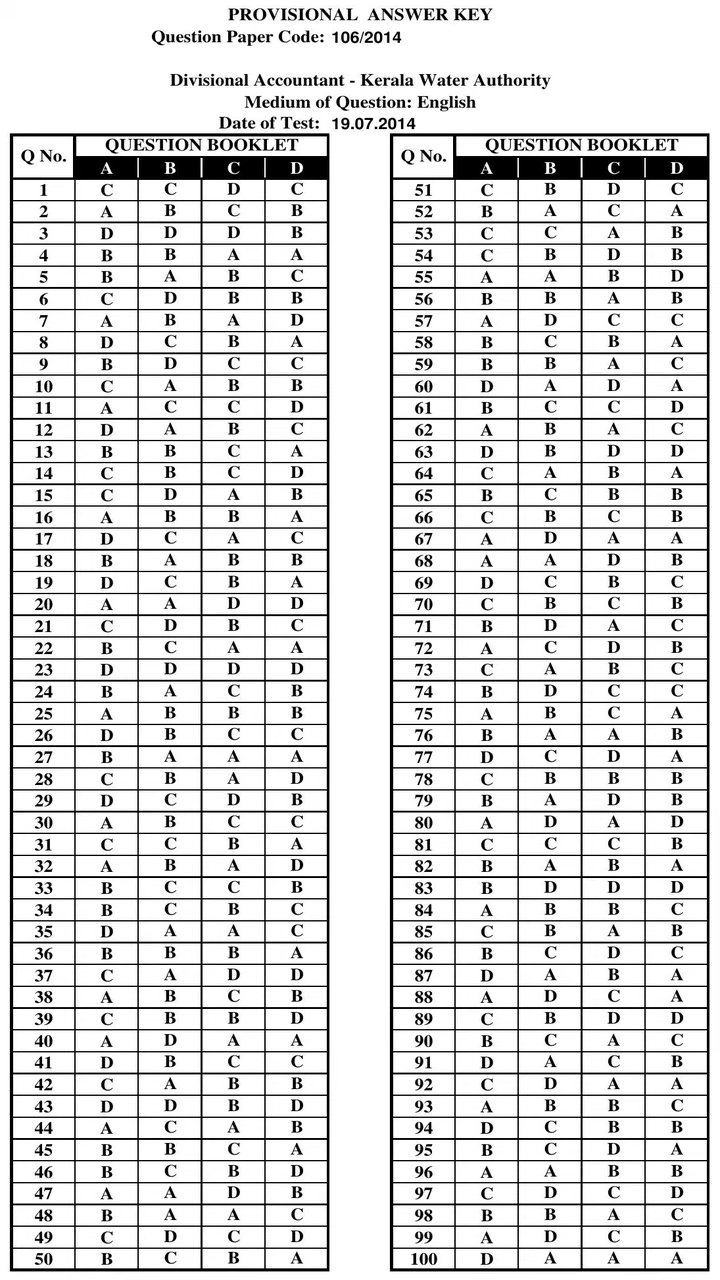 PROVISIONAL ANSWER KEY
Question Paper Code: 106/2014
Divisional Accountant - Kerala Water Authority
Medium of Question: English
Date of Test: 19.07.2014
Q No. QUESTION BOOKLET
A B C D
1 C C D C
2 A B C B
3 D D D B
4 B B A A
5 B A B C
6 C D B B
7 A B A D
8 D C B A
9 B D C C
10 C A B B
11 A C C D
12 D A B C
13 B B C A
14 C B C D
15 C D A B
16 A B B A
17 D C A C
18 B A B B
19 D C B A
20 A A D D
21 C D B C
22 B C A A
23 D D D D
24 B A C B
25 A B B B
26 D B C C
27 B A A A
28 C B A D
29 D C D B
30 A B C C
31 C C B A
32 A B A D
33 B C C B
34 B C B C
35 D A A C
36 B B B A
37 C A D D
38 A B C B
39 C B B D
40 A D A A
41 D B C C
42 C A B B
43 D D B D
44 A C A B
45 B B C A
46 B C B D
47 A A D B
48 B A A C
49 C D C D
50 B C B A
Q No. QUESTION BOOKLET
A B C D
51 C B D C
52 B A C A
53 C C A B
54 C B D B
55 A A B D
56 B B A B
57 A D C C
58 B C B A
59 B B A C
60 D A D A
61 B C C D
62 A B A C
63 D B D D
64 C A B A
65 B C B B
66 C B C B
67 A D A A
68 A A D B
69 D C B C
70 C B C B
71 B D A C
72 A C D B
73 C A B C
74 B D C C
75 A B C A
76 B A A B
77 D C D A
78 C B B B
79 B A D B
80 A D A D
81 C C C B
82 B A B A
83 B D D D
84 A B B C
85 C B A B
86 B C D C
87 D A B A
88 A D C A
89 C B D D
90 B C A C
91 D A C B
92 C D A A
93 A B B C
94 D C B B
95 B C D A
96 A A B B
97 C D C D
98 B B A C
99 A D C B
100 D A A A